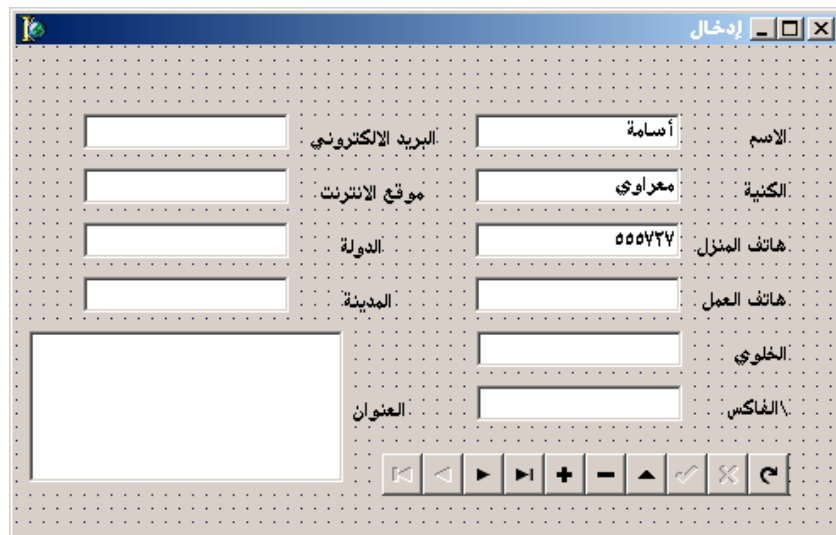 إدخال
الاسم أسامة
البريد الالكتروني
الكنية معراوي
موقع الانترنت
هاتف المنزل ٥٥٥٧٢٧
الدولة
هاتف العمل
المدينة
الخلوي
\الفاكس
العنوان